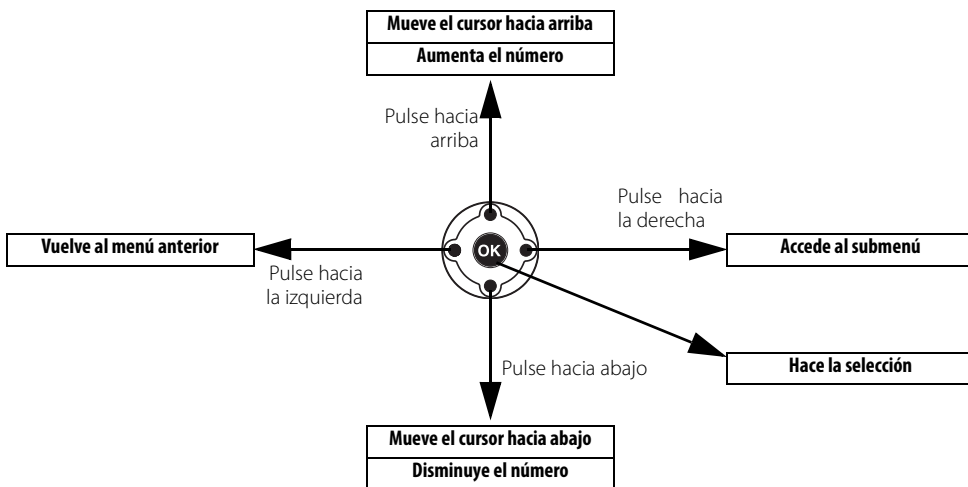 Mueve el cursor hacia arriba
Aumenta el número
Pulse hacia
arriba
Pulse hacia
la derecha
Vuelve al menú anterior
OK
Accede al submenú
Pulse hacia
la izquierda
Pulse hacia abajo
Hace la selección
Mueve el cursor hacia abajo
Disminuye el número